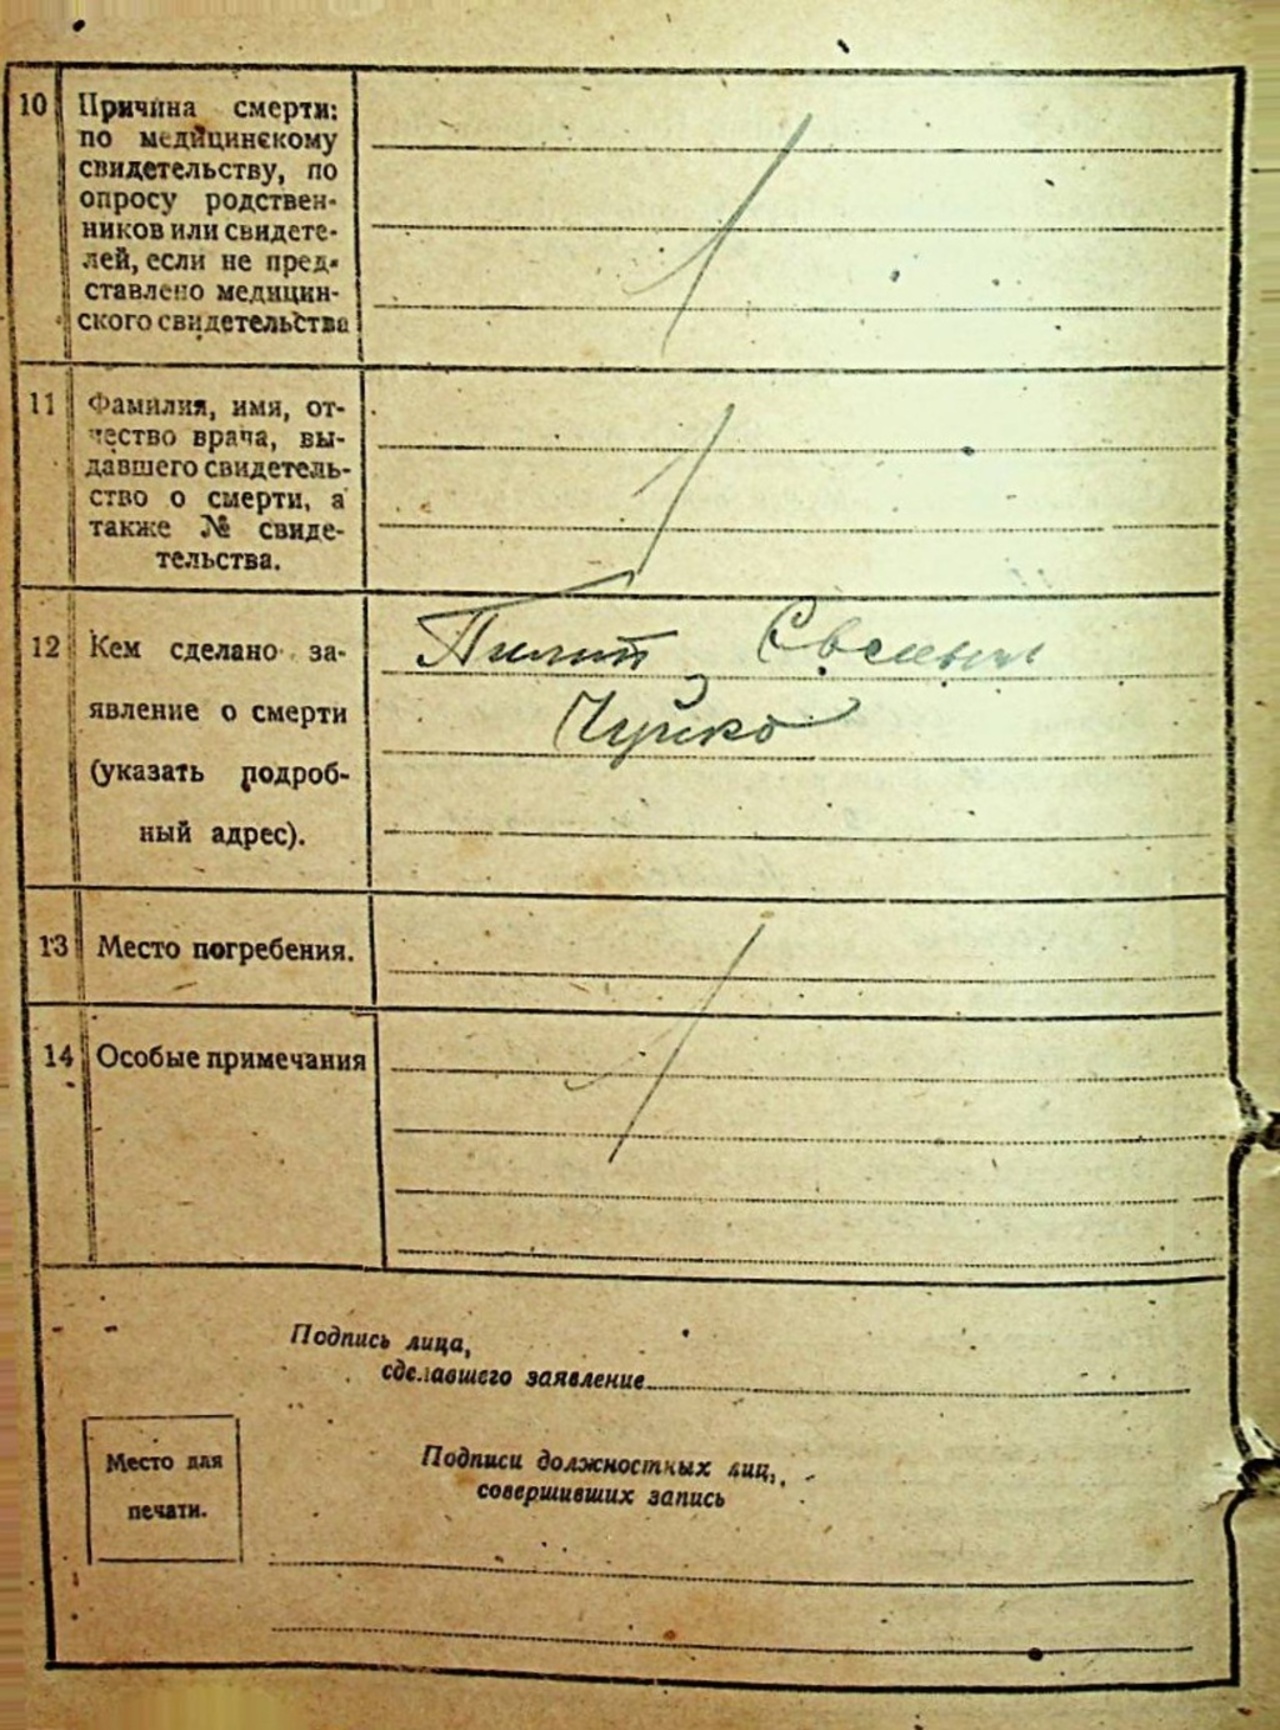 10 Причина смерти:
по медицинскому
свидетельству, по
опросу родствен-
ников или свидете-
лей, если не пред-
ставлено медицин-
ского свидетельства
11 Фамилия, имя, от-
чество врача, вы-
давшего свидетель-
ство о смерти, а
также № свиде-
тельства.
12 Кем сделано за-
явление о смерти
(указать подроб-
ный адрес).
Чуйко
13 Место погребения.
14 Особые примечания
Подпись лица,
сделавшего заявление
Место для
печати.
Подписи должностных лиц,
совершивших запись